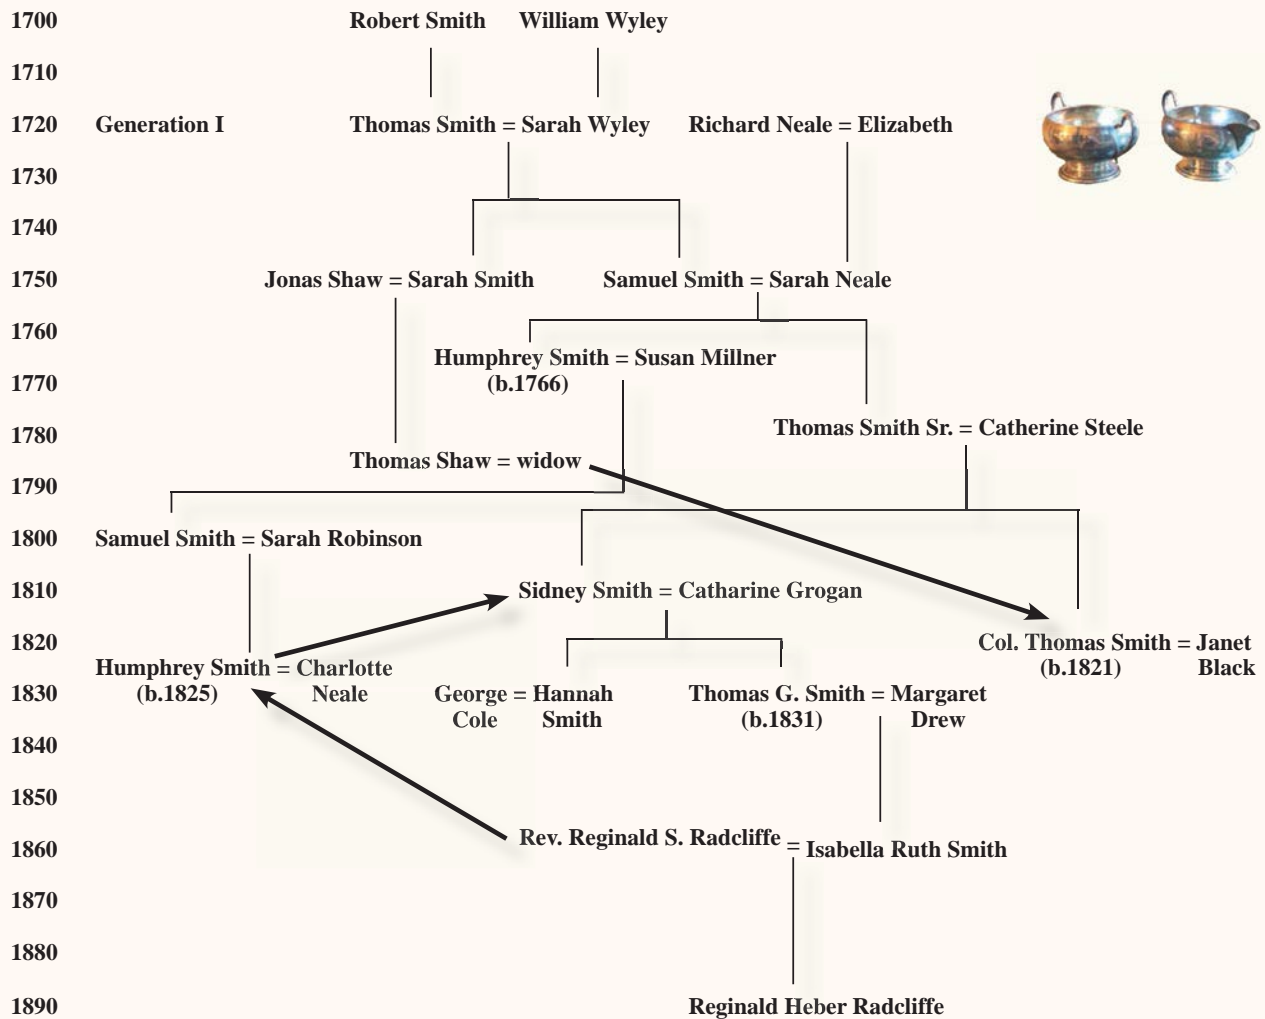 1700 Robert Smith William Wyley
1710
1720 Generation I Thomas Smith = Sarah Wyley Richard Neale = Elizabeth
1730
1740
1750 Jonas Shaw = Sarah Smith Samuel Smith = Sarah Neale
1760
Humphrey Smith = Susan Millner
1770 (b.1766)
1780 Thomas Smith Sr. = Catherine Steele
Thomas Shaw = widow
1790
1800 Samuel Smith = Sarah Robinson
1810 Sidney Smith = Catharine Grogan
1820 Col. Thomas Smith = Janet
Humphrey Smith = Charlotte (b.1821) Black
1830 (b.1825) Neale George = Hannah Thomas G. Smith = Margaret
Cole Smith (b.1831) Drew
1840
1850
Rev. Reginald S. Radcliffe =
1860 Isabella Ruth Smith
1870
1880
1890 Reginald Heber Radcliffe